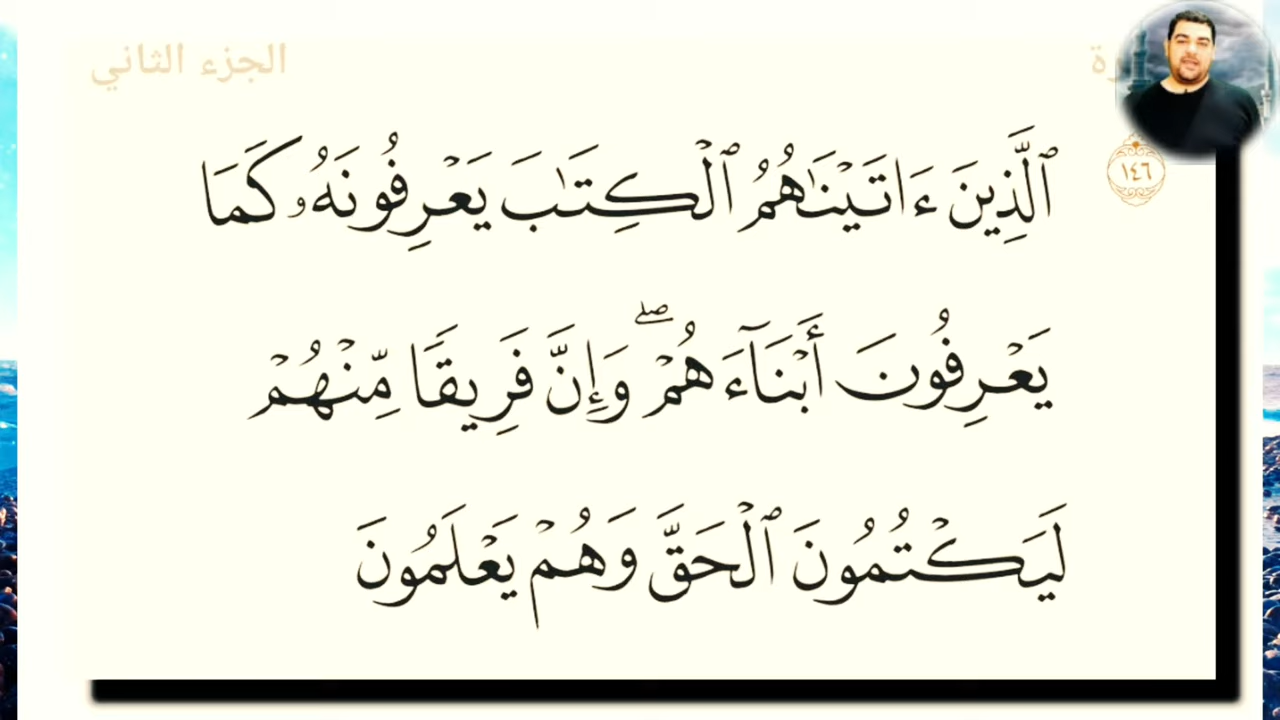 الجزء الثاني
١٤٦
ٱلَّذِينَ ءَاتَيْنَٰهُمُ ٱلْكِتَٰبَ يَعْرِفُونَهُۥ كَمَا
يَعْرِفُونَ أَبْنَآءَهُمْ ۖ وَإِنَّ فَرِيقًا مِّنْهُمْ
لَيَكْتُمُونَ ٱلْحَقَّ وَهُمْ يَعْلَمُونَ